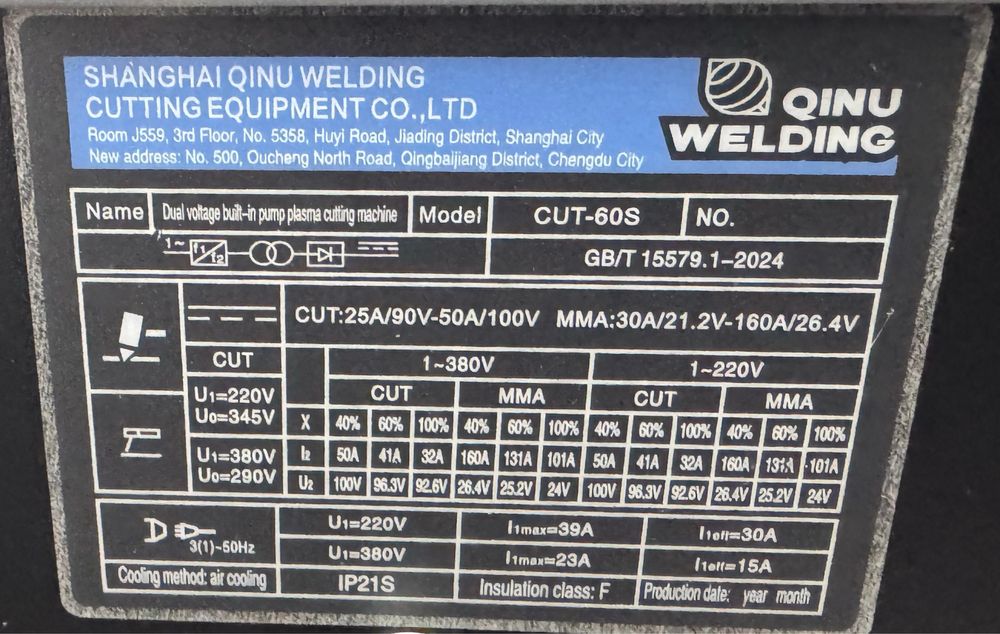 SHANGHAI QINU WELDING
CUTTING EQUIPMENT CO.,LTD
Room J559, 3rd Floor, No. 5358, Huyi Road, Jiading District, Shanghai City
New address: No. 500, Oucheng North Road, Qingbaijiang District, Chengdu City
QINU
WELDING
Name Dual voltage built-in pump plasma cutting machine Model CUT-60S NO.
1~ f1 f2 GB/T 15579.1-2024
CUT:25A/90V-50A/100V MMA:30A/21.2V-160A/26.4V
CUT 1~380V 1~220V
U1=220V CUT MMA CUT MMA
U0=345V X 40% 60% 100% 40% 60% 100% 40% 60% 100% 40% 60% 100%
U1=380V I2 50A 41A 32A 160A 131A 101A 50A 41A 32A 160A 131A 101A
U0=290V U2 100V 96.3V 92.6V 26.4V 25.2V 24V 100V 96.3V 92.6V 26.4V 25.2V 24V
U1=220V I1max=39A I1eff=30A
3(1)~50Hz U1=380V I1max=23A I1eff=15A
Cooling method: air cooling IP21S Insulation class: F Production date: year month